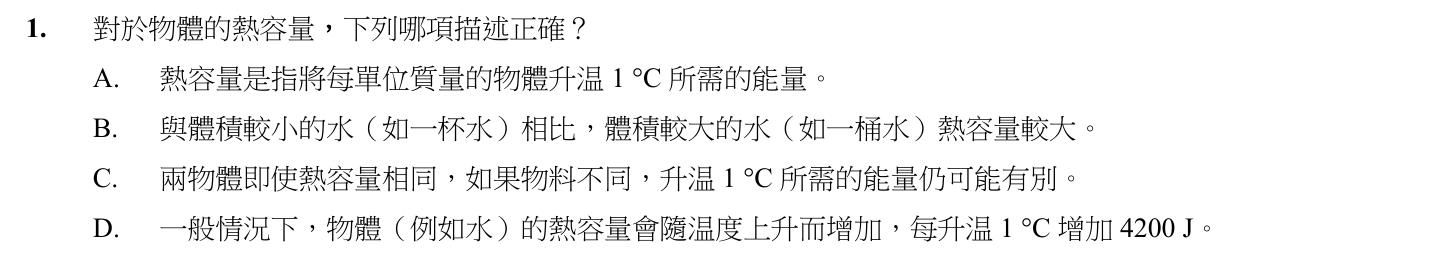 1. 對於物體的熱容量，下列哪項描述正確？
A. 熱容量是指將每單位質量的物體升温 1 °C 所需的能量。
B. 與體積較小的水（如一杯水）相比，體積較大的水（如一桶水）熱容量較大。
C. 兩物體即使熱容量相同，如果物料不同，升温 1 °C 所需的能量仍可能有別。
D. 一般情況下，物體（例如水）的熱容量會隨温度上升而增加，每升温 1 °C 增加 4200 J。